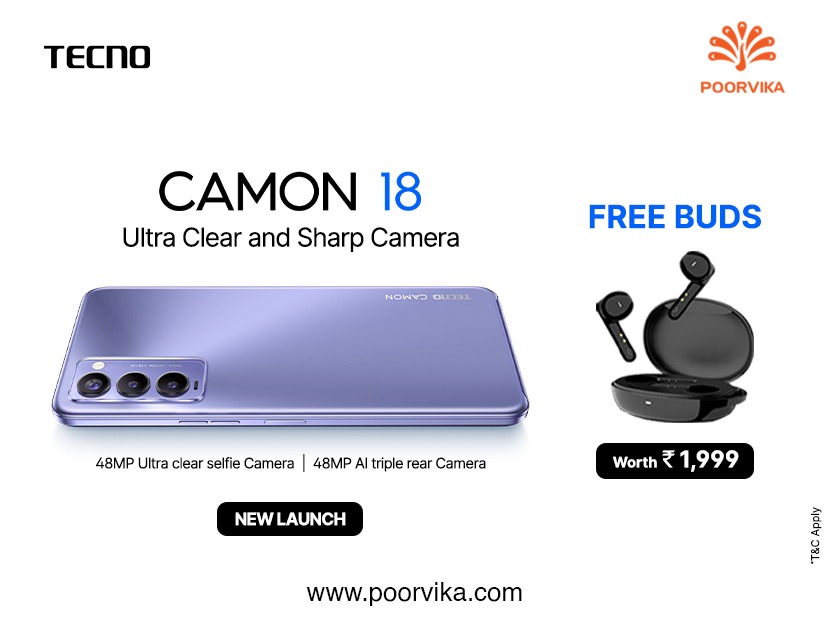 TECNO
POORVIKA
CAMON 18
Ultra Clear and Sharp Camera
TECNO CAMON
48MP Ultra clear selfie Camera | 48MP AI triple rear Camera
NEW LAUNCH
FREE BUDS
Worth ₹ 1,999
*T&C Apply
www.poorvika.com